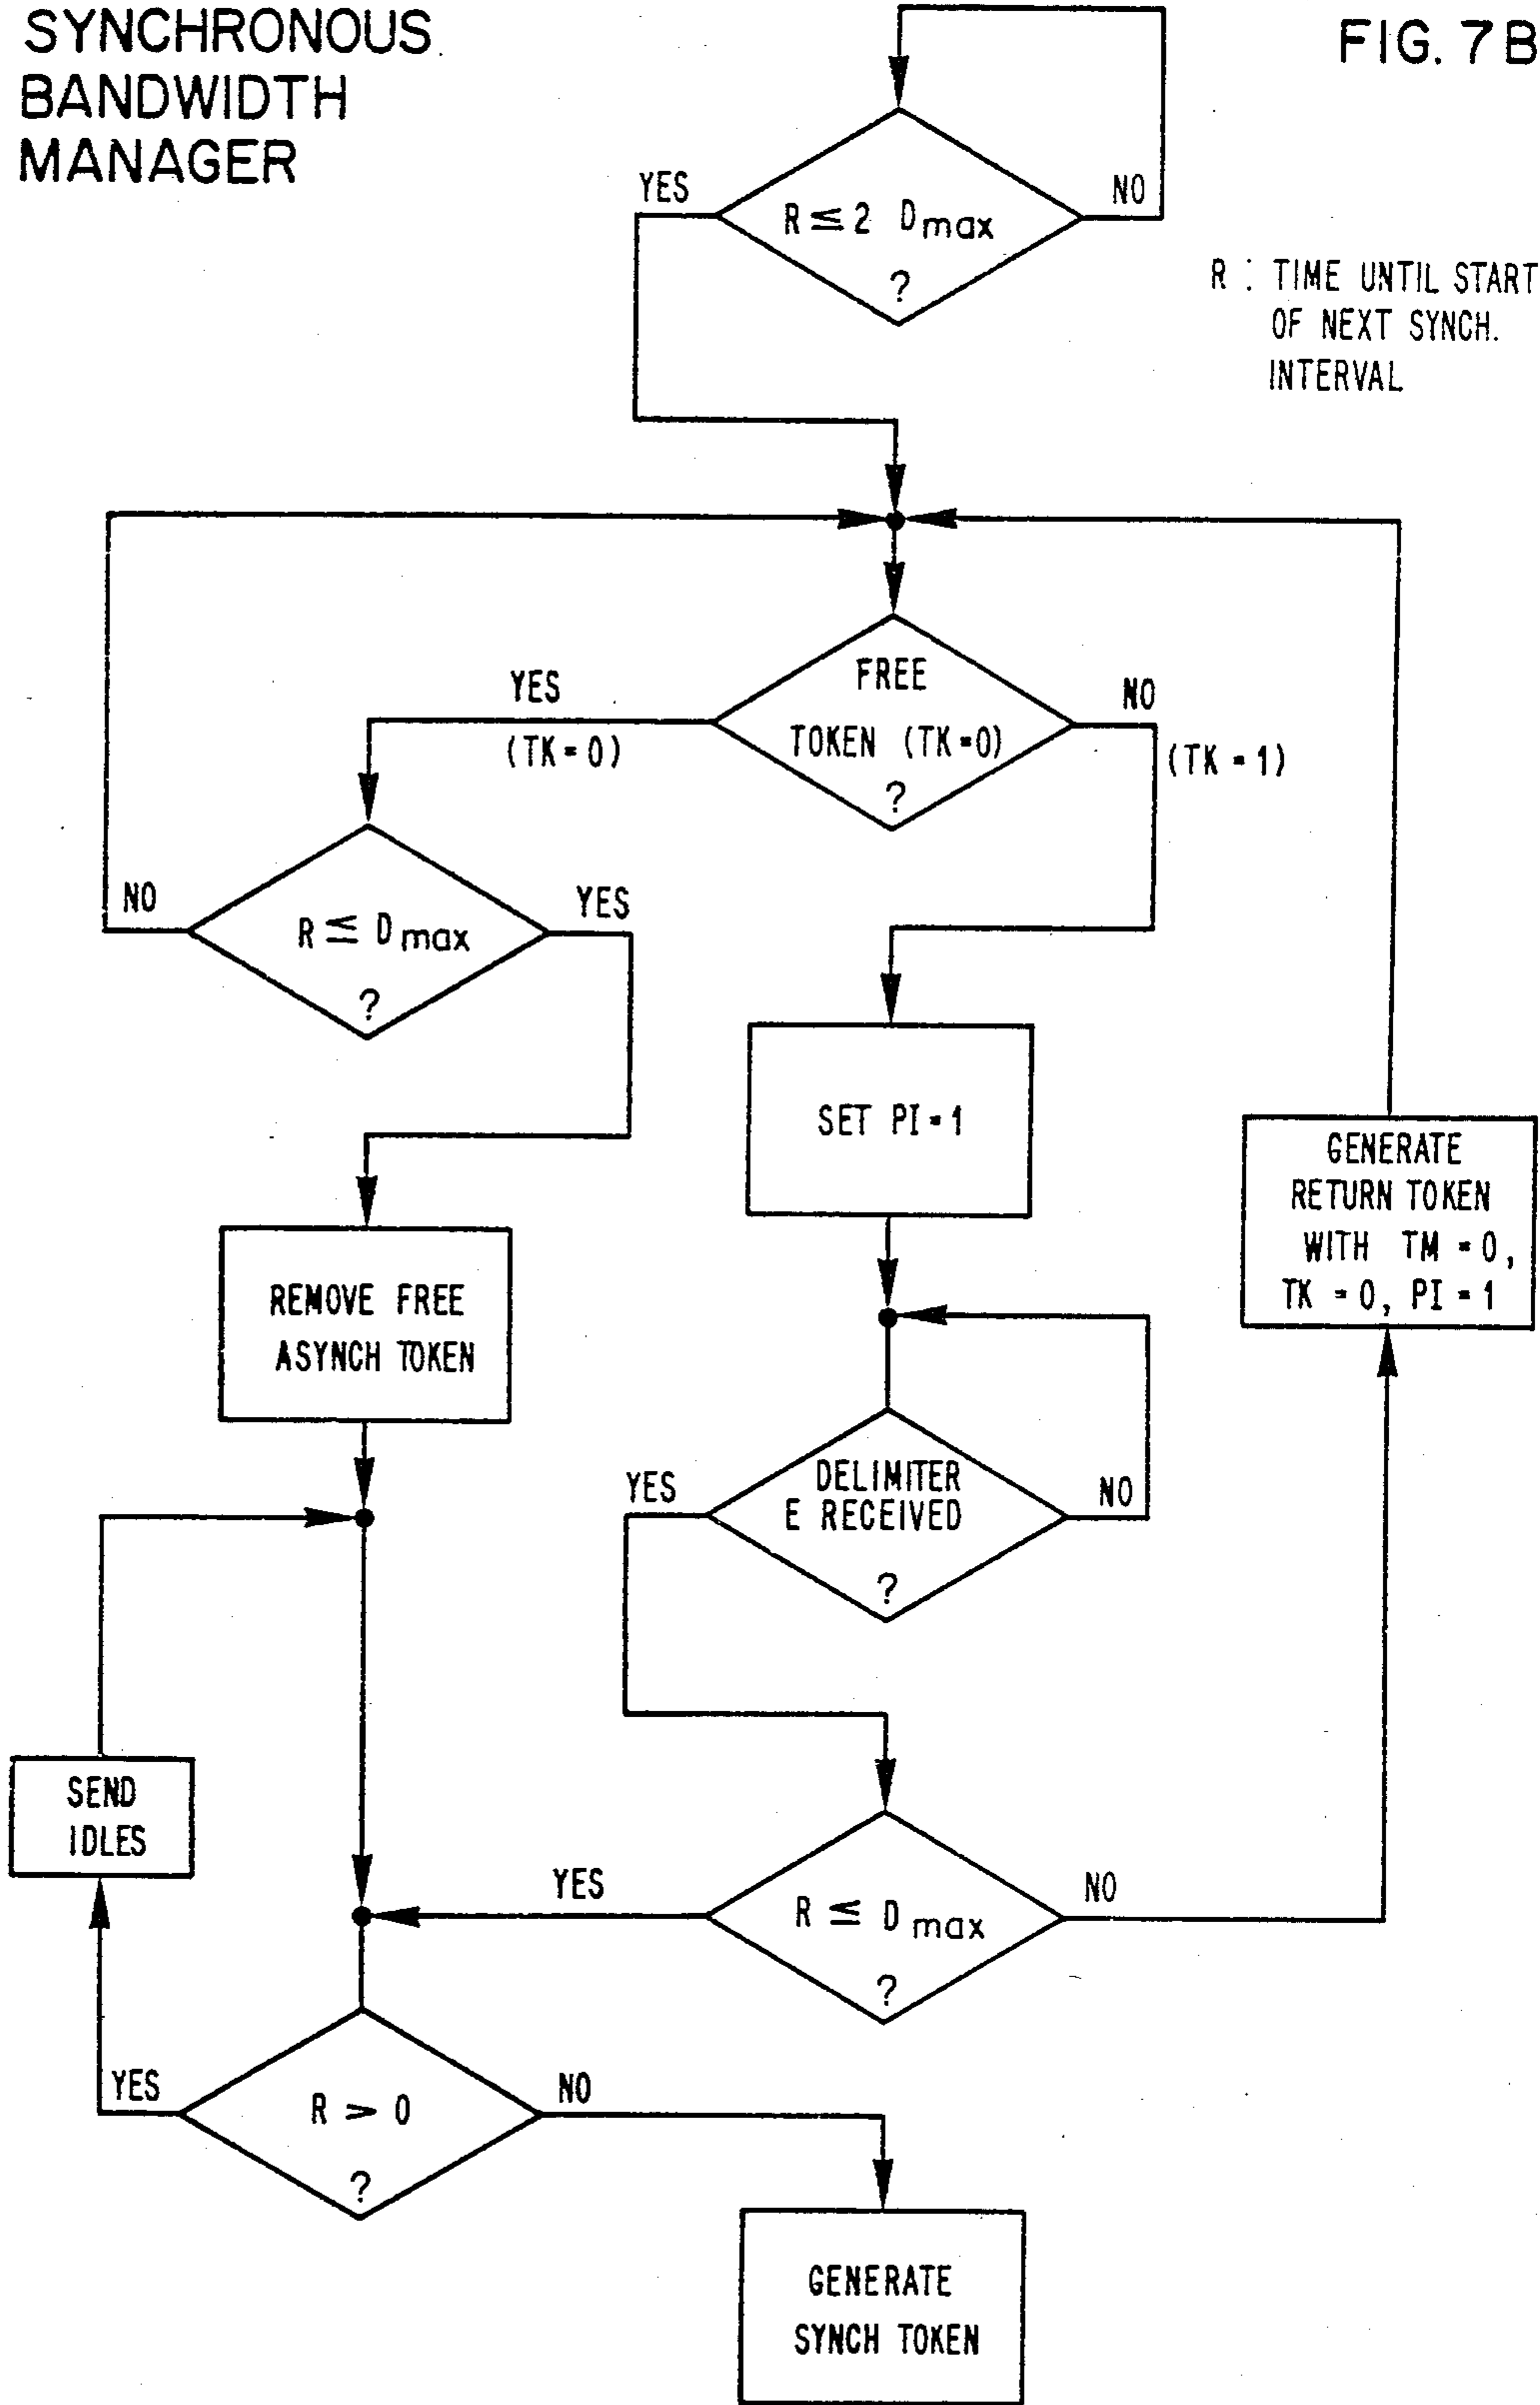 SYNCHRONOUS
BANDWIDTH
MANAGER
FIG. 7B
YES
NO
R ≦ 2 Dmax
?
R : TIME UNTIL START
OF NEXT SYNCH.
INTERVAL
YES
(TK = 0)
FREE
TOKEN (TK=0)
?
NO
(TK = 1)
NO
R ≦ Dmax
?
YES
SET PI = 1
GENERATE
RETURN TOKEN
WITH TM = 0,
TK = 0, PI = 1
REMOVE FREE
ASYNCH TOKEN
YES
DELIMITER
E RECEIVED
?
NO
SEND
IDLES
YES
R ≦ D max
?
NO
YES
R > 0
?
NO
GENERATE
SYNCH TOKEN